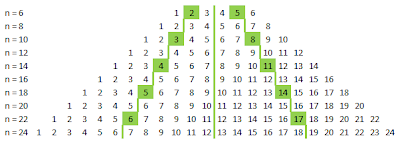 n = 6 1 2 3 4 5 6
n = 8 1 2 3 4 5 6 7 8
n = 10 1 2 3 4 5 6 7 8 9 10
n = 12 1 2 3 4 5 6 7 8 9 10 11 12
n = 14 1 2 3 4 5 6 7 8 9 10 11 12 13 14
n = 16 1 2 3 4 5 6 7 8 9 10 11 12 13 14 15 16
n = 18 1 2 3 4 5 6 7 8 9 10 11 12 13 14 15 16 17 18
n = 20 1 2 3 4 5 6 7 8 9 10 11 12 13 14 15 16 17 18 19 20
n = 22 1 2 3 4 5 6 7 8 9 10 11 12 13 14 15 16 17 18 19 20 21 22
n = 24 1 2 3 4 5 6 7 8 9 10 11 12 13 14 15 16 17 18 19 20 21 22 23 24